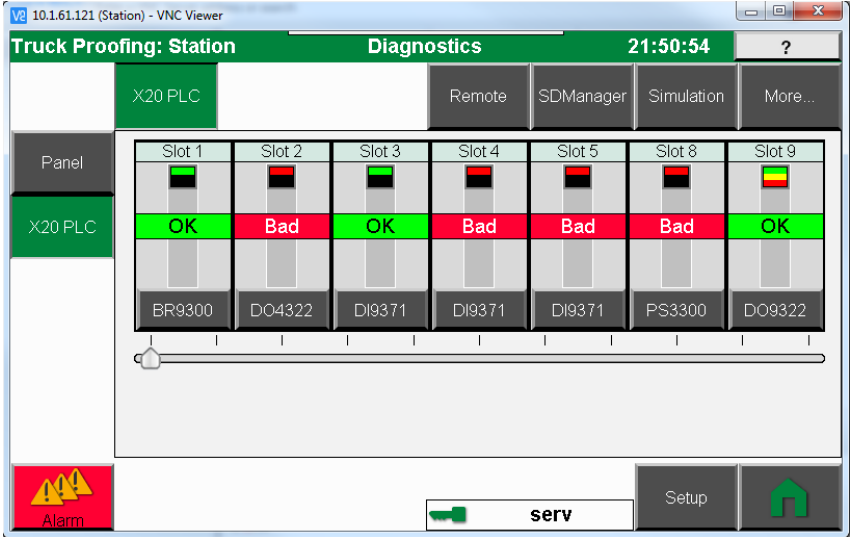 10.1.61.121 (Station) - VNC Viewer
Truck Proofing: Station Diagnostics 21:50:54 ?
X20 PLC Remote SDManager Simulation More...
Panel
X20 PLC
Slot 1 Slot 2 Slot 3 Slot 4 Slot 5 Slot 8 Slot 9
OK Bad OK Bad Bad Bad OK
BR9300 DO4322 DI9371 DI9371 DI9371 PS3300 DO9322
Alarm serv Setup